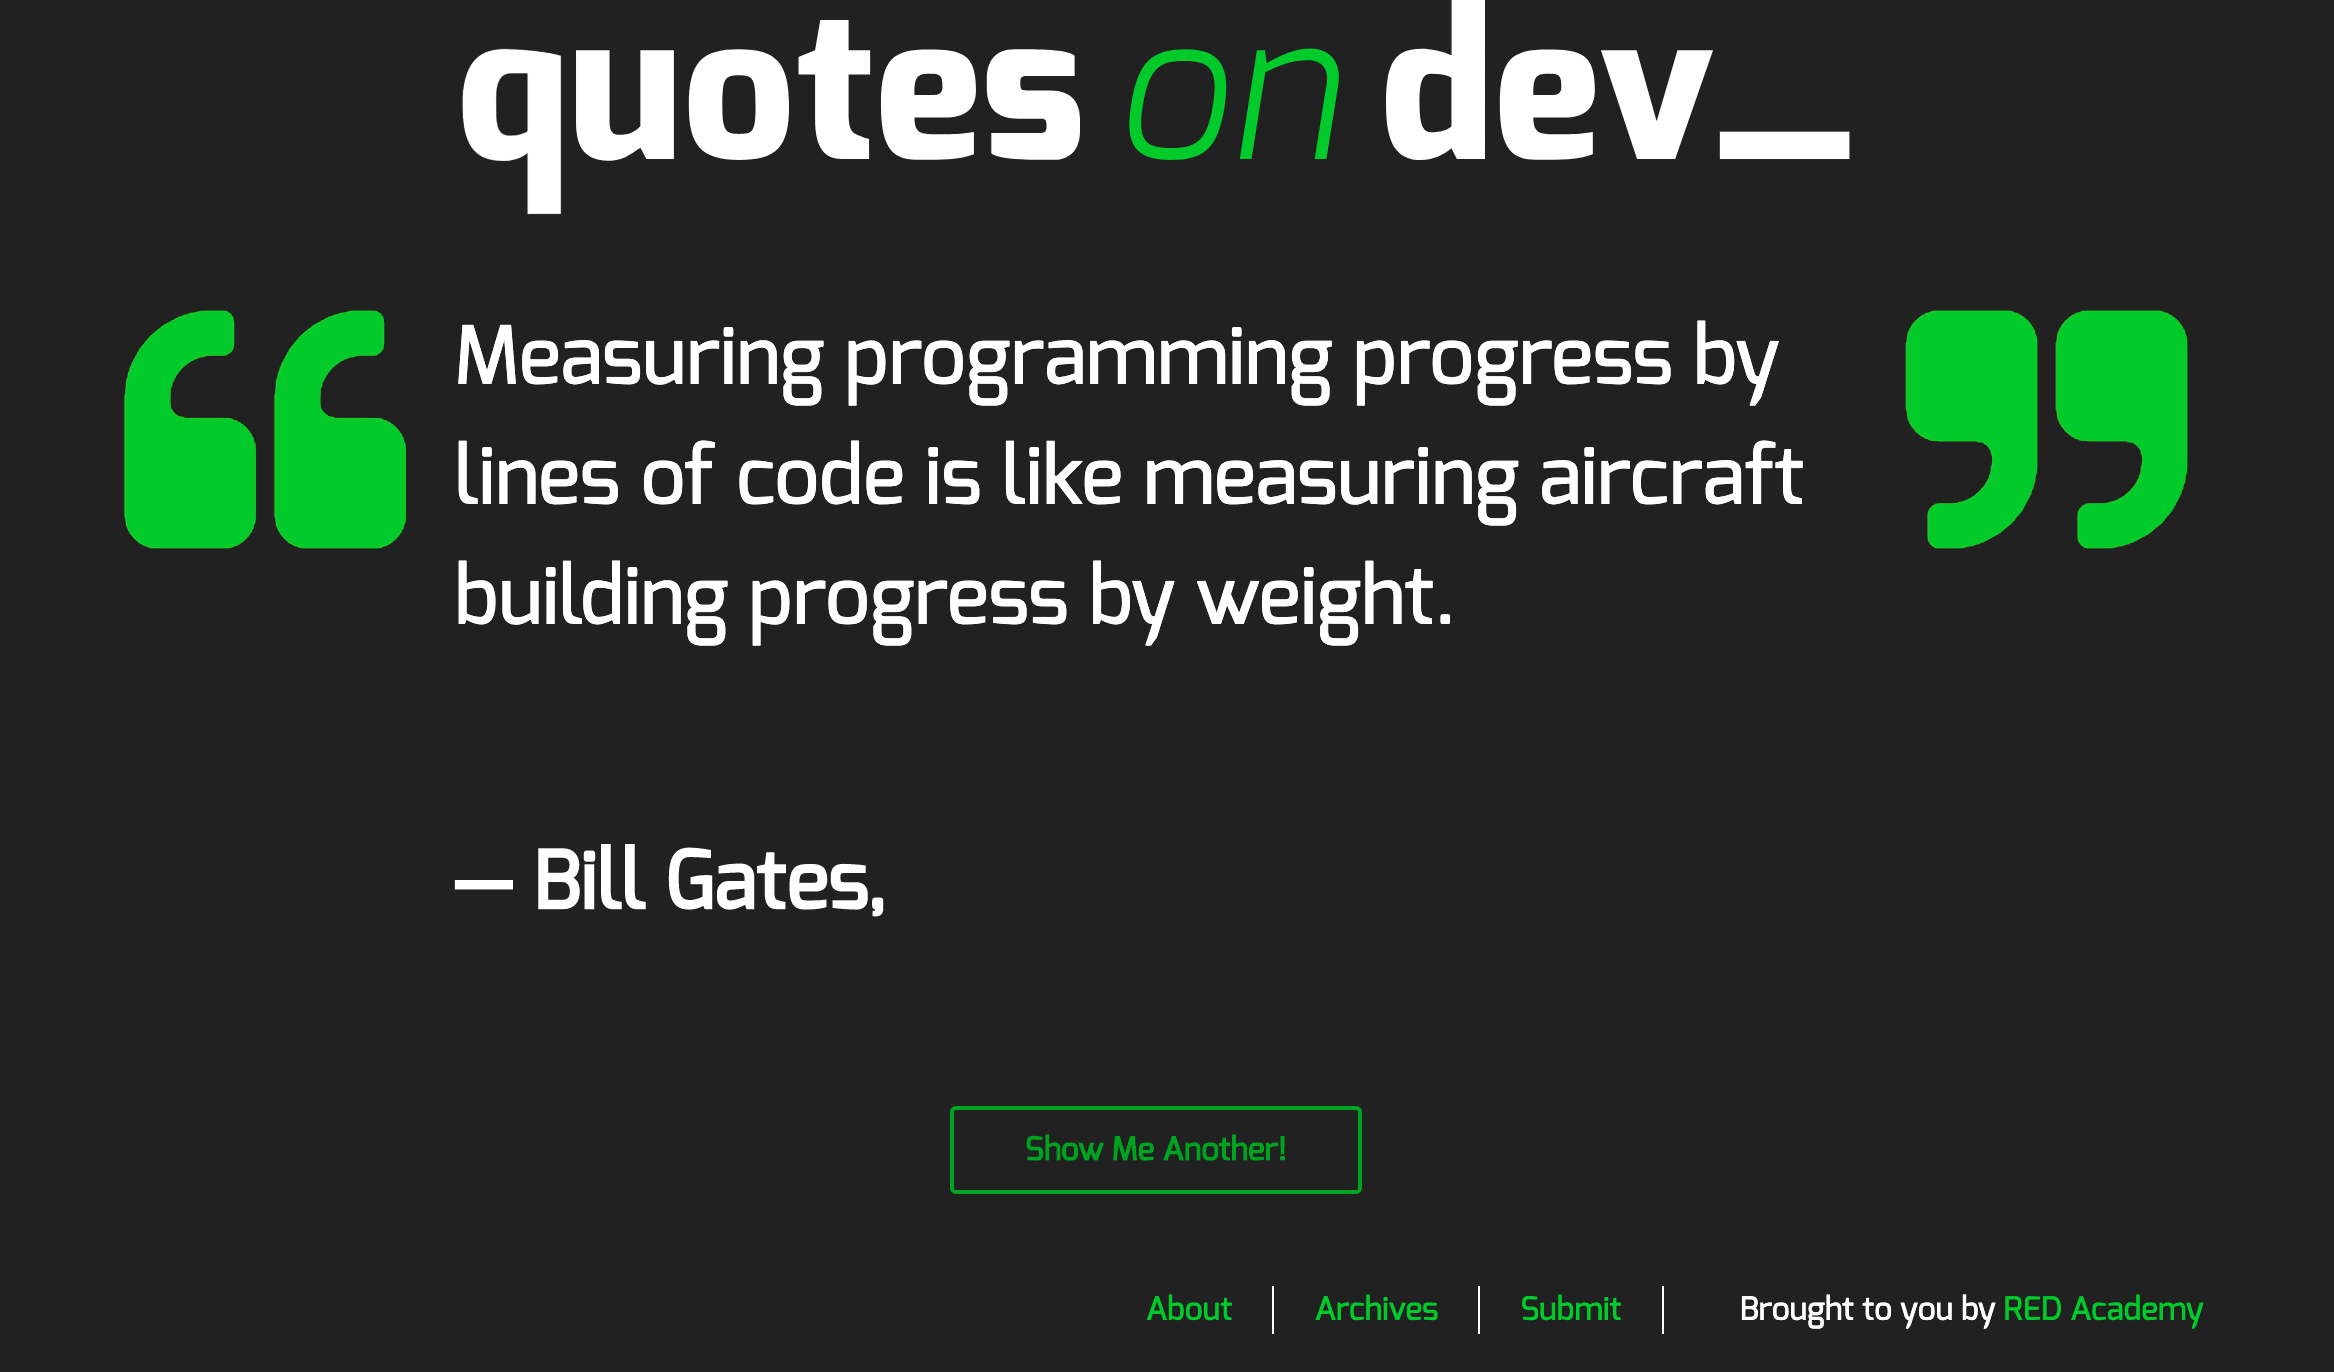 quotes on dev_
“ Measuring programming progress by ”
lines of code is like measuring aircraft
building progress by weight.
— Bill Gates,
Show Me Another!
About | Archives | Submit | Brought to you by RED Academy